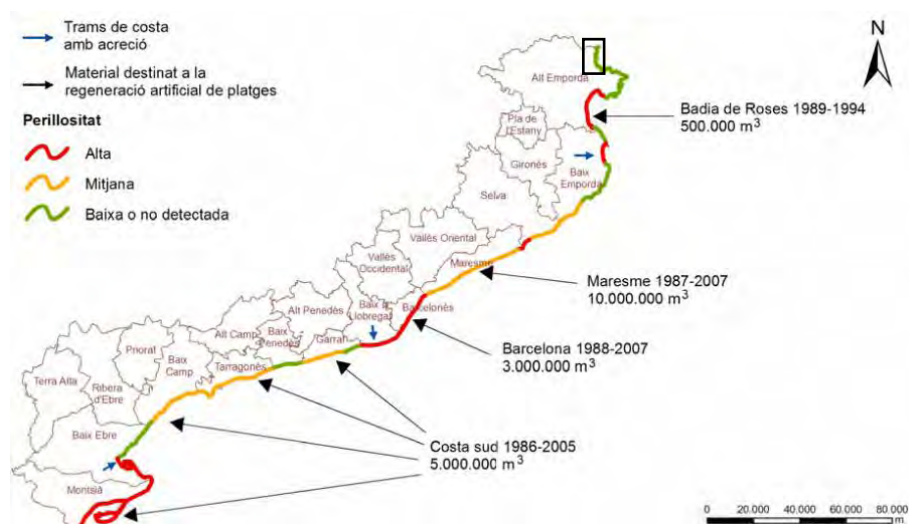 Trams de costa
amb acreció
Material destinat a la
regeneració artificial de platges
Perillositat
Alta
Mitjana
Baixa o no detectada
N
Alt Empordà
Pla de
l'Estany
Gironès
Baix
Empordà
Selva
Vallès Oriental
Vallès
Occidental
Maresme
Barcelonès
Baix
Llobregat
Alt Penedès
Garraf
Baix
Penedès
Alt Camp
Tarragonès
Baix
Camp
Priorat
Ribera
d'Ebre
Terra Alta
Baix Ebre
Montsià
Badia de Roses 1989-1994
500.000 m³
Maresme 1987-2007
10.000.000 m³
Barcelona 1988-2007
3.000.000 m³
Costa sud 1986-2005
5.000.000 m³
0 20.000 40.000 60.000 80.000
m.